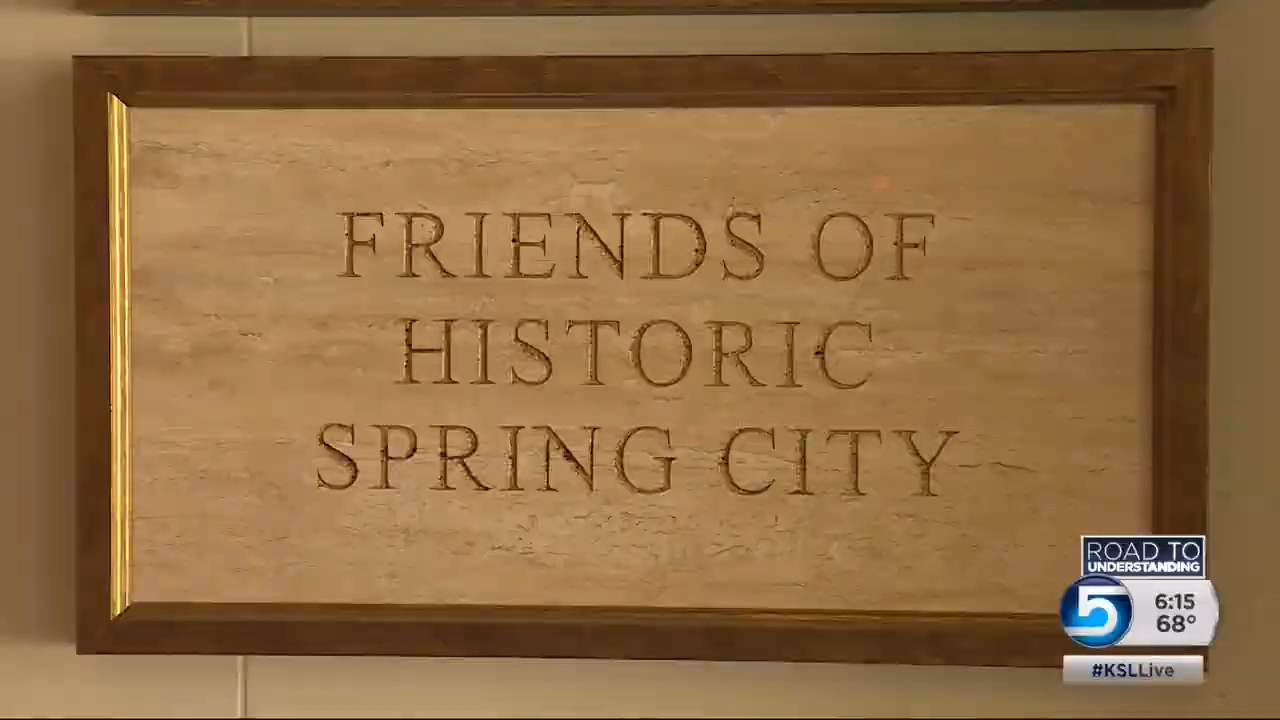 FRIENDS OF
HISTORIC
SPRING CITY
ROAD TO
UNDERSTANDING
5
6:15
68°
#KSLLive